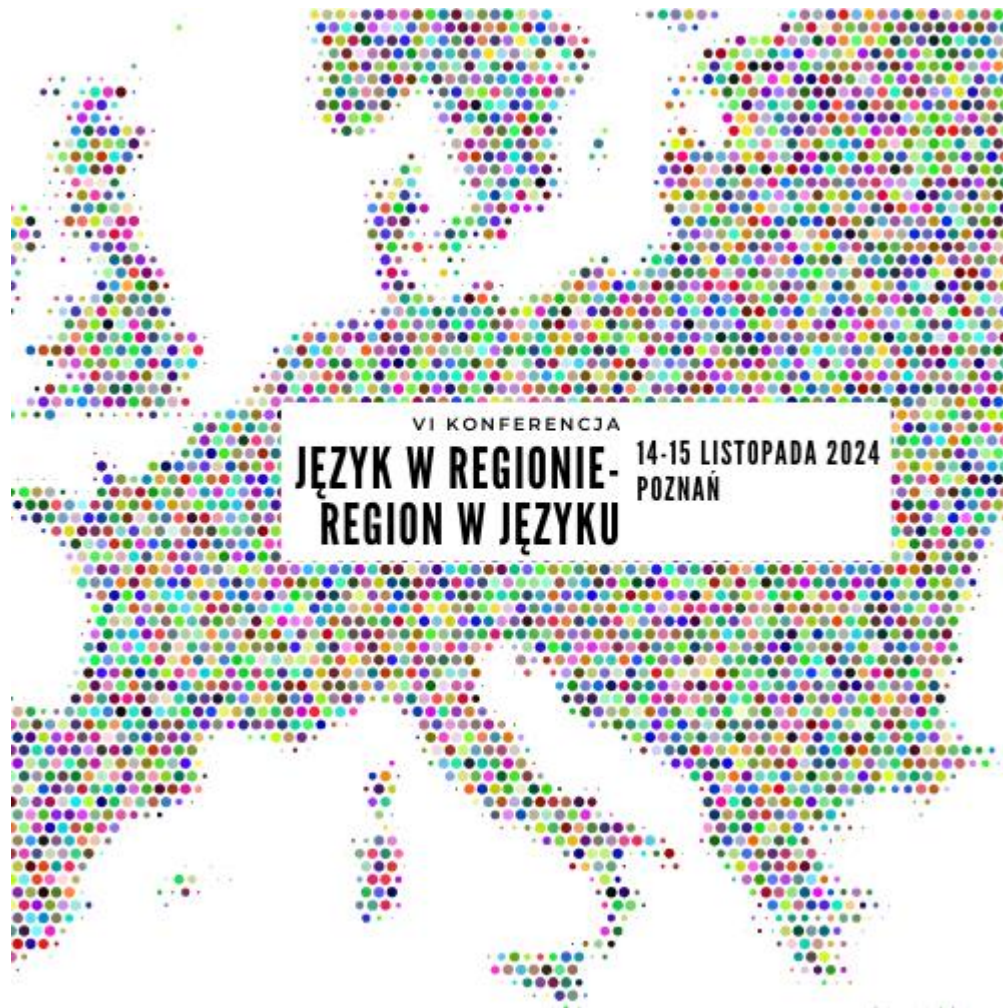 VI KONFERENCJA
JĘZYK W REGIONIE-
REGION W JĘZYKU
14-15 LISTOPADA 2024
POZNAŃ